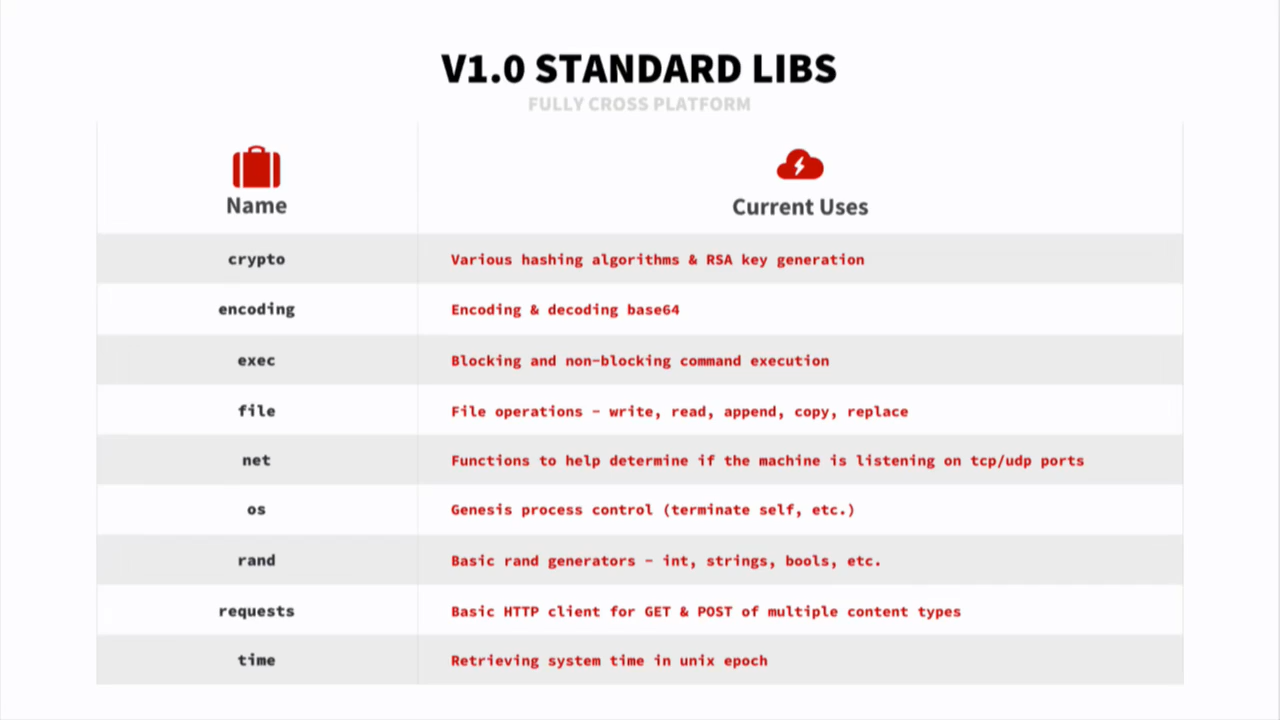 V1.0 STANDARD LIBS
FULLY CROSS PLATFORM
Name
Current Uses
crypto
Various hashing algorithms & RSA key generation
encoding
Encoding & decoding base64
exec
Blocking and non-blocking command execution
file
File operations - write, read, append, copy, replace
net
Functions to help determine if the machine is listening on tcp/udp ports
os
Genesis process control (terminate self, etc.)
rand
Basic rand generators - int, strings, bools, etc.
requests
Basic HTTP client for GET & POST of multiple content types
time
Retrieving system time in unix epoch